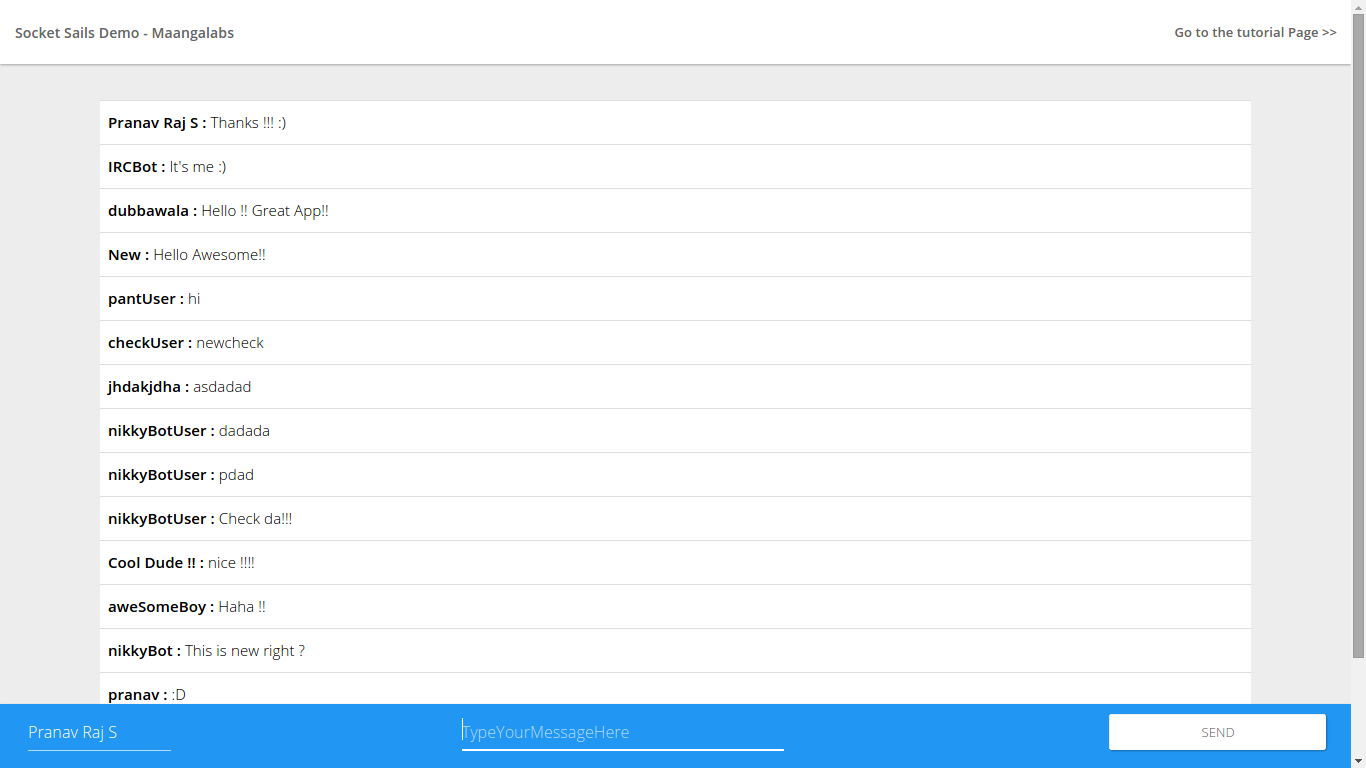 Socket Sails Demo - Maangalabs
Go to the tutorial Page >>
Pranav Raj S : Thanks !!! :)
IRCBot : It's me :)
dubbawala : Hello !! Great App!!
New : Hello Awesome!!
pantUser : hi
checkUser : newcheck
jhdakjdha : asdadad
nikkyBotUser : dadada
nikkyBotUser : pdad
nikkyBotUser : Check da!!!
Cool Dude !! : nice !!!!
aweSomeBoy : Haha !!
nikkyBot : This is new right ?
pranav : :D
Pranav Raj S
TypeYourMessageHere
SEND